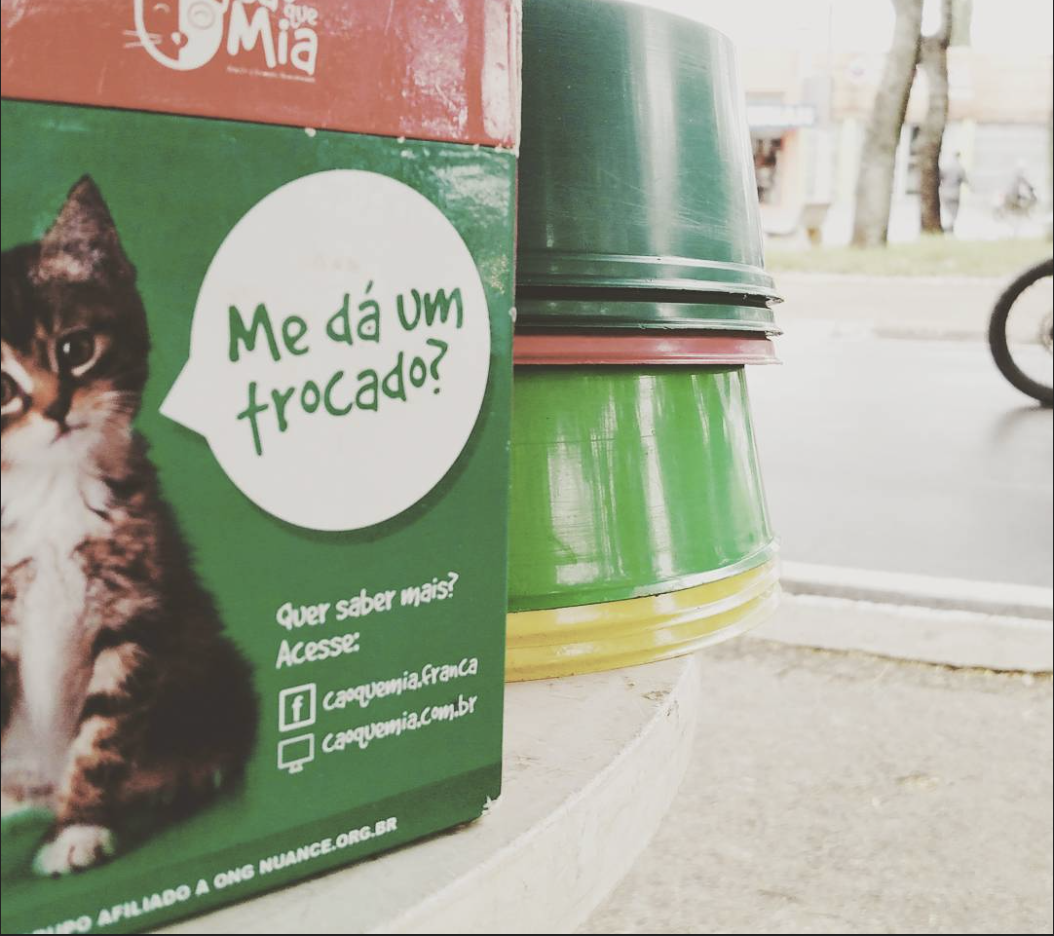 que
Mia
Me dá um
trocado?
Quer saber mais?
Acesse:
f caoquemia.franca
caoquemia.com.br
AFILIADO A ONG NUANCE.ORG.BR